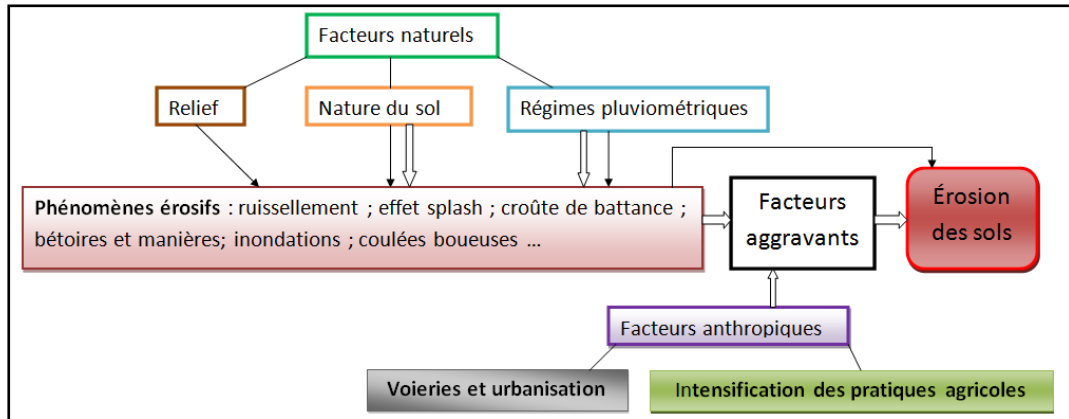 Facteurs naturels
Relief
Nature du sol
Régimes pluviométriques
Phénomènes érosifs : ruissellement ; effet splash ; croûte de battance ;
bétoires et manières; inondations ; coulées boueuses ...
Facteurs
aggravants
Érosion
des sols
Facteurs anthropiques
Voieries et urbanisation
Intensification des pratiques agricoles